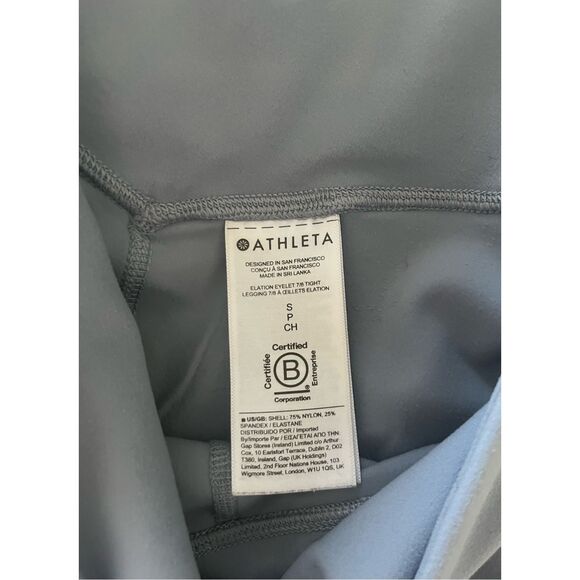 ATHLETA
DESIGNED IN SAN FRANCISCO
CONÇU À SAN FRANCISCO
MADE IN SRI LANKA
ELATION EYELET 7/8 TIGHT
LEGGING 7/8 À ŒILLETS ELATION
S
P
CH
Certified
Certifiée
B
Entreprise
Corporation
B US/GB: SHELL: 75% NYLON, 25%
SPANDEX / ELASTANE
DISTRIBUIDO POR / Imported
By/Importe Par / ΕΙΣΑΓΕΤΑΙ ΑΠΟ ΤΗΝ:
Gap Stores (Ireland) Limited c/o Arthur
Cox, 10 Earlsfort Terrace, Dublin 2, D02
T380, Ireland, Gap (UK Holdings)
Limited, 2nd Floor Nations House, 103
Wigmore Street, London, W1U 1QS, UK